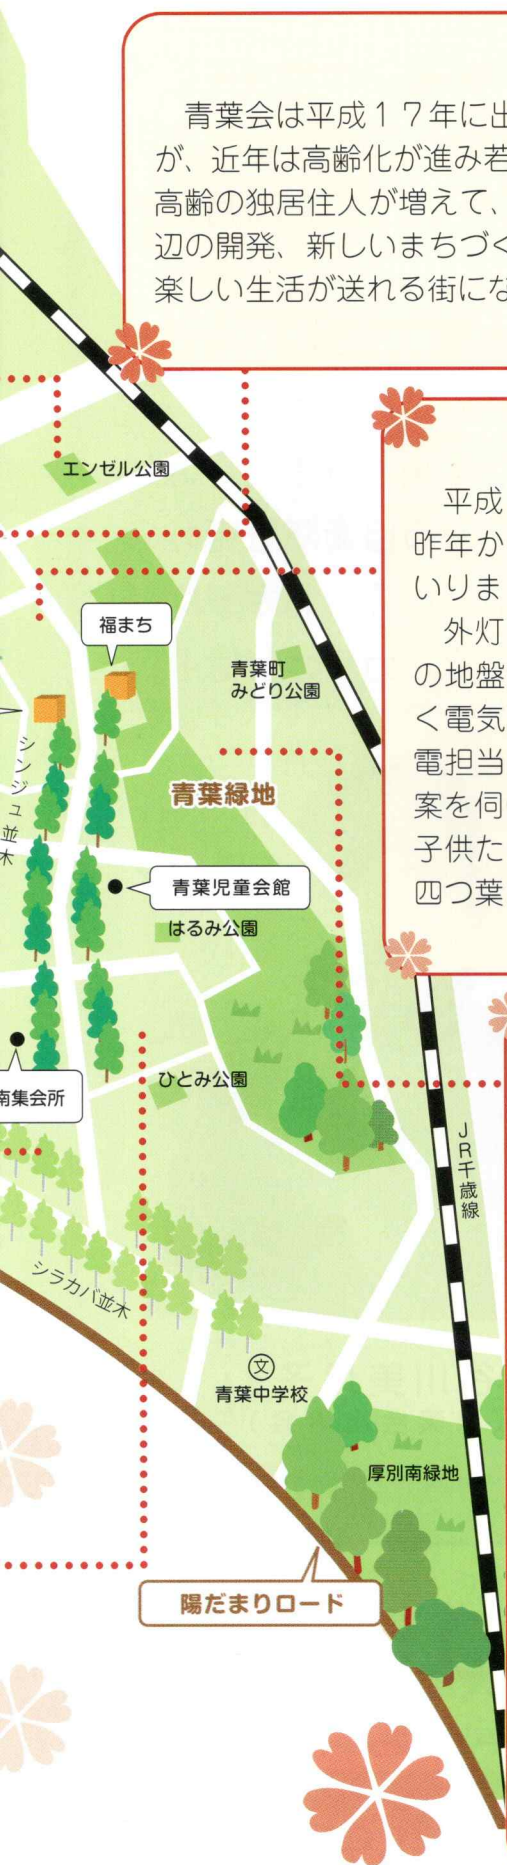 青葉会は平成１７年に出
が、近年は高齢化が進み若
高齢の独居住人が増えて、
辺の開発、新しいまちづく
楽しい生活が送れる街にな
エンゼル公園
平成
昨年か
いりま
外灯
の地盤
く電気
電担当
案を伺
子供た
四つ葉
福まち
青葉町
みどり公園
シンジュ並木
青葉緑地
青葉児童会館
はるみ公園
ひとみ公園
南集会所
JR千歳線
シラカバ並木
文
青葉中学校
厚別南緑地
陽だまりロード